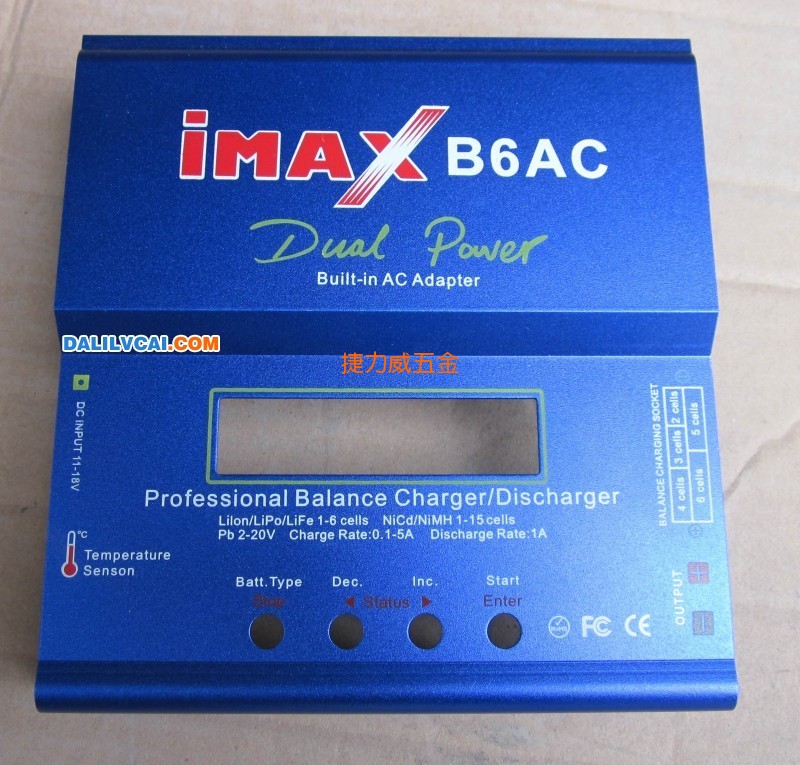 iMAX B6AC
Dual Power
Built-in AC Adapter
DALILVCAI.COM
捷力威五金
DC iNPUT 11-18V
BALANCE CHARGING SOCKET
2 cells
3 cells
4 cells
5 cells
6 cells
Professional Balance Charger/Discharger
LiIon/LiPo/LiFe 1-6 cells NiCd/NiMH 1-15cells
Pb 2-20V Charge Rate:0.1-5A Discharge Rate:1A
°C
Temperature
Senson
Batt.Type Dec. Inc. Start
Stop ◀ Status ▶ Enter
OUTPUT
RoHS FC CE